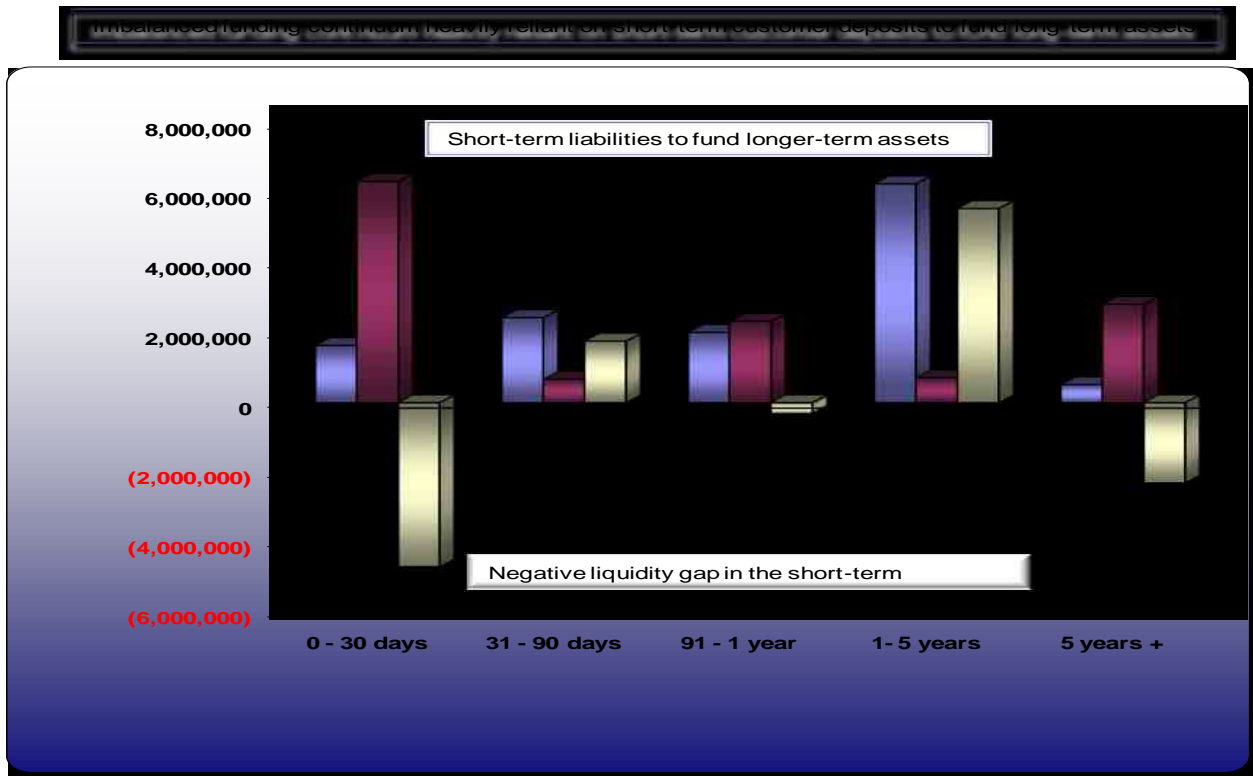 Imbalanced funding continuum heavily reliant on short-term customer deposits to fund long-term assets
Short-term liabilities to fund longer-term assets
8,000,000
6,000,000
4,000,000
2,000,000
0
(2,000,000)
(4,000,000)
(6,000,000)
Negative liquidity gap in the short-term
0 - 30 days
31 - 90 days
91 - 1 year
1- 5 years
5 years +